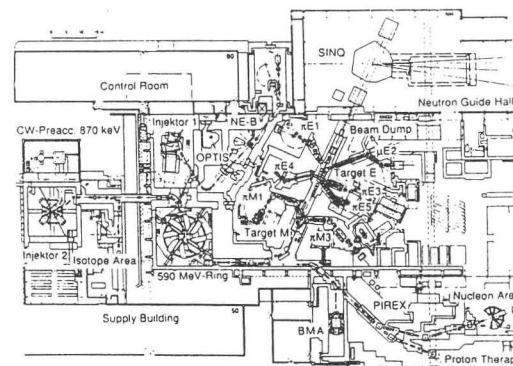 SINQ
Control Room
Neutron Guide Hall
CW-Preacc. 870 keV
Injektor 1
NE-B
πE1
Beam Dump
OPTIS
μE2
πE4
Target E
πM1
πE3
πE5
Target M
πM3
Injektor 2
Isotope Area
590 MeV-Ring
PIREX
Nucleon Are
Supply Building
BMA
Proton Therap